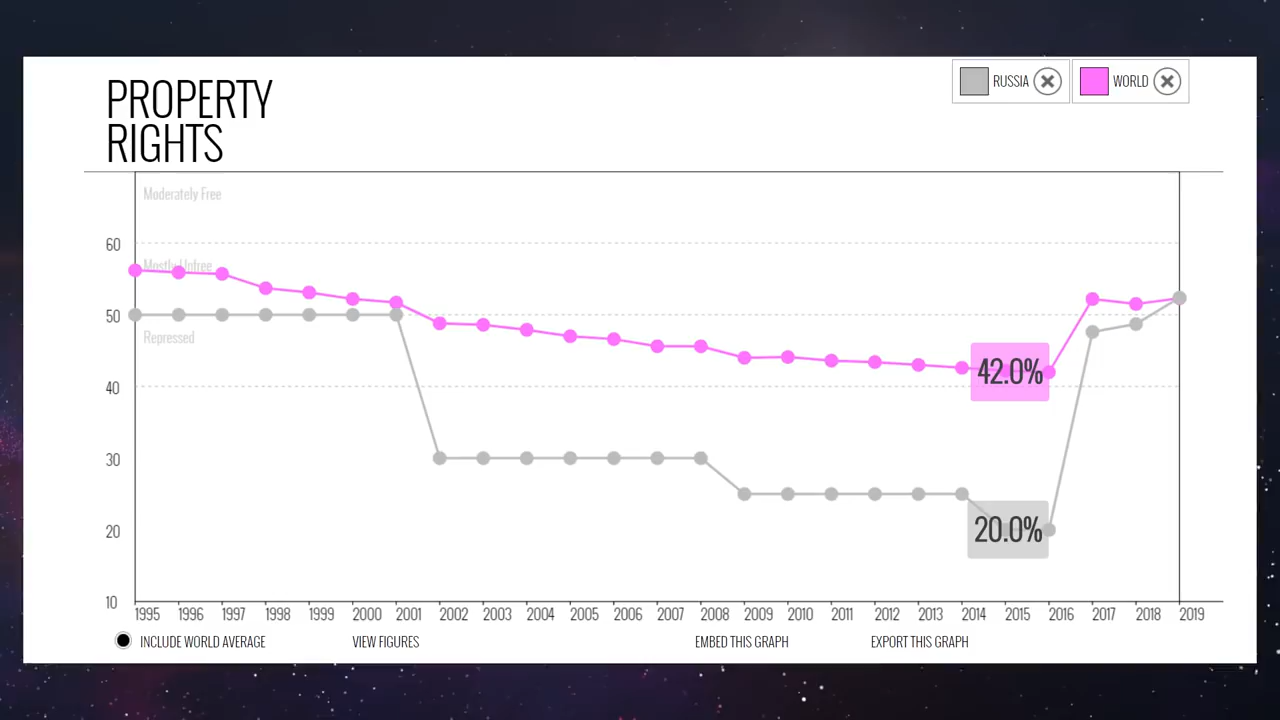 PROPERTY
RIGHTS
RUSSIA
WORLD
Moderately Free
60
Mostly Unfree
50
Repressed
42.0%
40
30
20.0%
20
10
1995 1996 1997 1998 1999 2000 2001 2002 2003 2004 2005 2006 2007 2008 2009 2010 2011 2012 2013 2014 2015 2016 2017 2018 2019
INCLUDE WORLD AVERAGE
VIEW FIGURES
EMBED THIS GRAPH
EXPORT THIS GRAPH